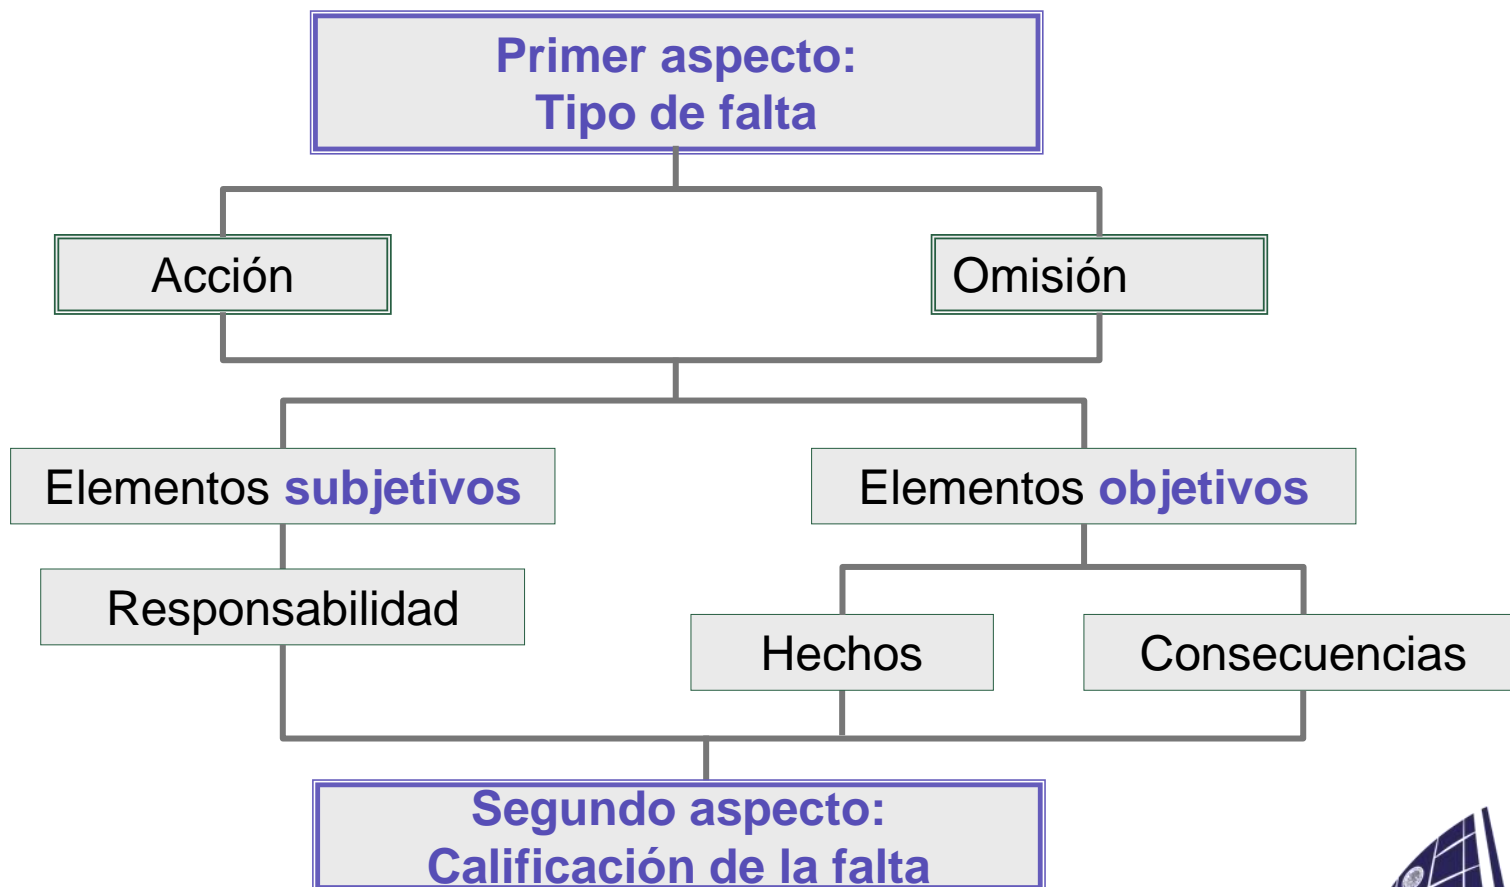 Primer aspecto:
Tipo de falta
Acción
Omisión
Elementos subjetivos
Elementos objetivos
Responsabilidad
Hechos
Consecuencias
Segundo aspecto:
Calificación de la falta